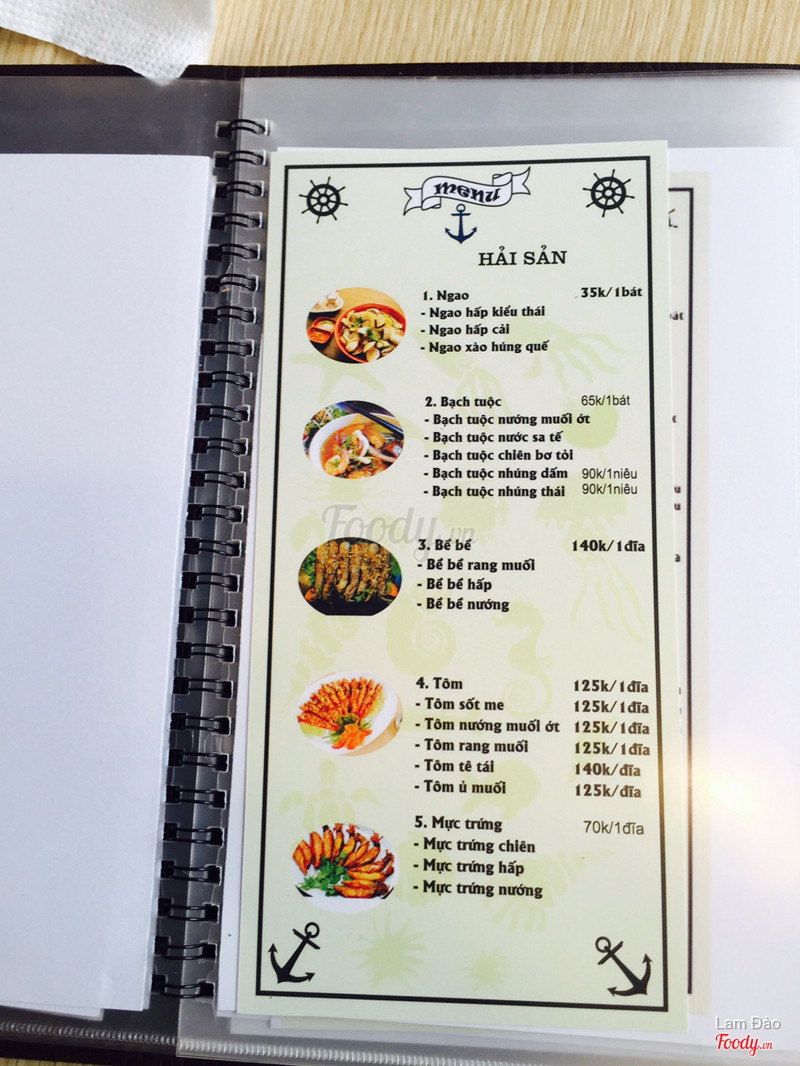 menu
HẢI SẢN
1. Ngao 35k/1bát
- Ngao hấp kiểu thái
- Ngao hấp cải
- Ngao xào húng quế
2. Bạch tuộc 65k/1bát
- Bạch tuộc nướng muối ớt
- Bạch tuộc nước sa tế
- Bạch tuộc chiên bơ tỏi
- Bạch tuộc nhúng dấm 90k/1niêu
- Bạch tuộc nhúng thái 90k/1niêu
Foody.vn
3. Bề bề 140k/1đĩa
- Bề bề rang muối
- Bề bề hấp
- Bề bề nướng
4. Tôm 125k/1đĩa
- Tôm sốt me 125k/1đĩa
- Tôm nướng muối ớt 125k/1đĩa
- Tôm rang muối 125k/1đĩa
- Tôm tê tái 140k/đĩa
- Tôm ủ muối 125k/đĩa
5. Mực trứng 70k/1đĩa
- Mực trứng chiên
- Mực trứng hấp
- Mực trứng nướng
Lam Đào
Foody.vn